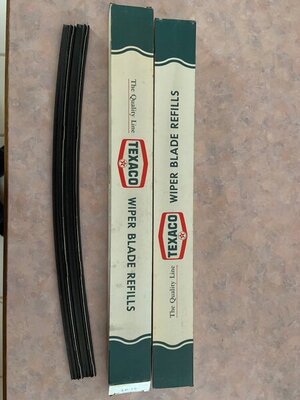 The Quality Line
TEXACO
WIPER BLADE REFILLS
The Quality Line
TEXACO
WIPER BLADE REFILLS